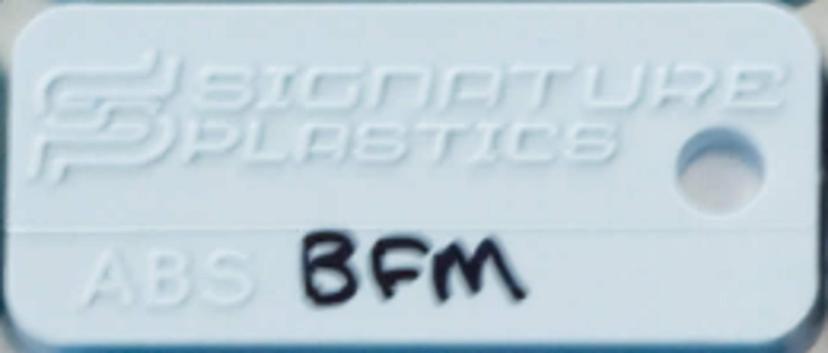 SIGNATURE
PLASTICS
ABS BFM